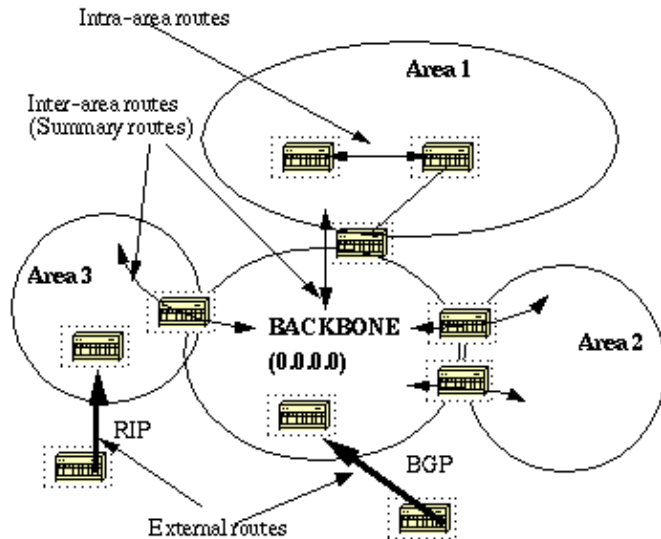 Intra-area routes
Area 1
Inter-area routes
(Summary routes)
Area 3
BACKBONE
(0.0.0.0)
Area 2
RIP
BGP
External routes